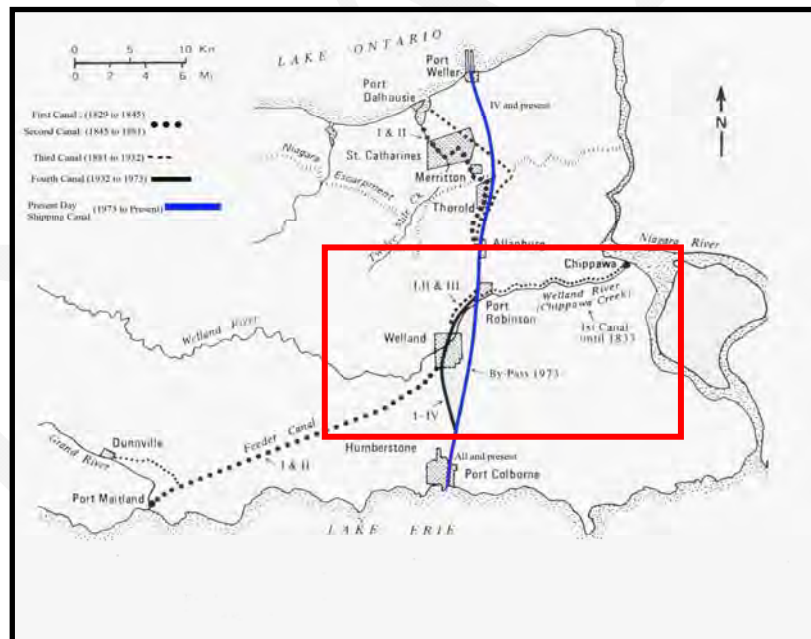 0 5 10 Km
0 2 4 6 Mi
First Canal : (1829 to 1845)
Second Canal: (1845 to 1881)
Third Canal (1881 to 1932)
Fourth Canal (1932 to 1973)
Present Day (1973 to Present)
Shipping Canal
LAKE ONTARIO
Port
Weller
Port
Dalhousie
IV and present
N
I & II
St. Catharines
Niagara
Escarpment
Merritton
Thorold
Twelve Mile Ck.
Allanburg
Niagara
River
Chippawa
Welland River
(Chippawa Creek)
I,II & III
Port
Robinson
1st Canal
until 1833
Welland River
Welland
By-Pass 1973
I-IV
Feeder Canal
Dunnville
Grand River
I & II
Humberstone
All and present
Port Colborne
Port Maitland
LAKE ERIE